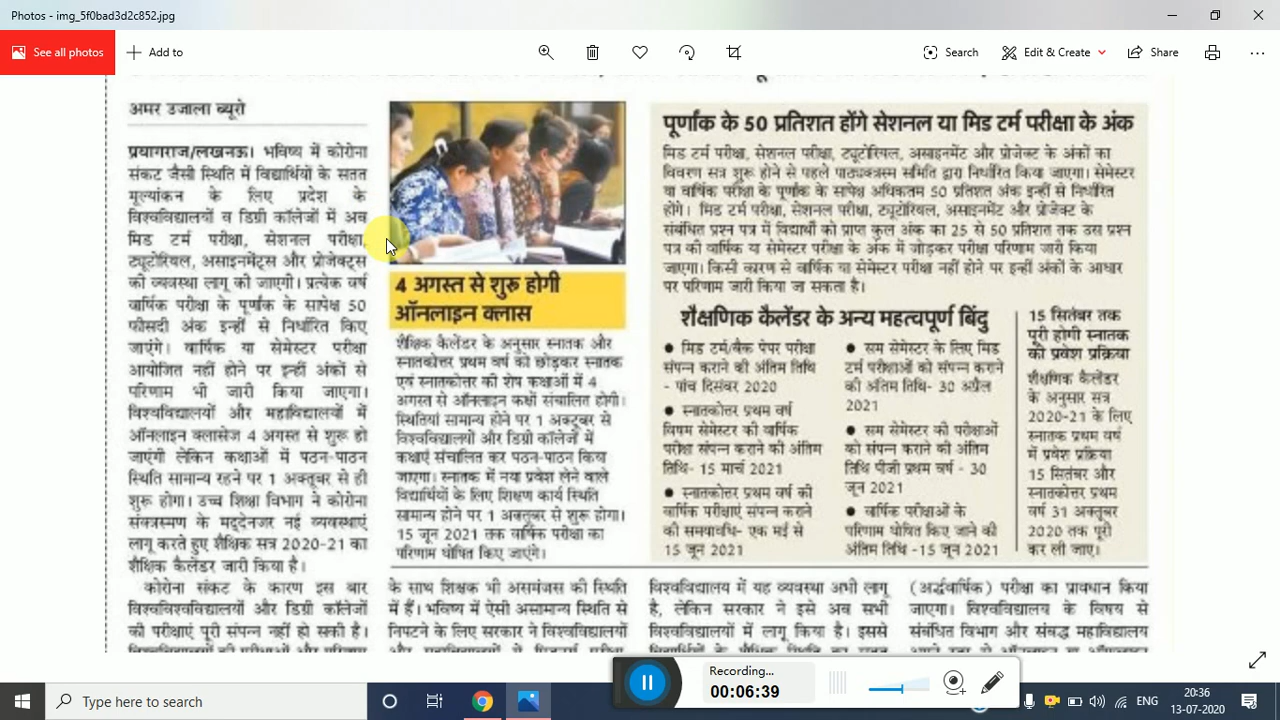 Photos - img_5f0bad3d2c852.jpg
See all photos
Add to
Search
Edit & Create
Share
अमर उजाला ब्यूरो
प्रयागराज/लखनऊ। भविष्य में कोरोना
संकट जैसी स्थिति में विद्यार्थियों के सतत
मूल्यांकन के लिए प्रदेश के
विश्वविद्यालयों व डिग्री कॉलेजों में अब
मिड टर्म परीक्षा, सेशनल परीक्षा,
ट्यूटोरियल, असाइनमेंट्स और प्रोजेक्ट्स
की व्यवस्था लागू की जाएगी। प्रत्येक वर्ष
वार्षिक परीक्षा के पूर्णांक के सापेक्ष 50
फीसदी अंक इन्हीं से निर्धारित किए
जाएंगे। वार्षिक या सेमेस्टर परीक्षा
आयोजित नहीं होने पर इन्हीं अंकों से
परिणाम भी जारी किया जाएगा।
विश्वविद्यालयों और महाविद्यालयों में
ऑनलाइन क्लासेज 4 अगस्त से शुरू हो
जाएंगी लेकिन कक्षाओं में पठन-पाठन
स्थिति सामान्य रहने पर 1 अक्तूबर से ही
शुरू होगा। उच्च शिक्षा विभाग ने कोरोना
संक्रमण के मद्देनजर नई व्यवस्थाएं
लागू करते हुए शैक्षिक सत्र 2020-21 का
शैक्षिक कैलेंडर जारी किया है।
कोरोना संकट के कारण इस बार
विश्वविश्वविद्यालयों और डिग्री कॉलेजों
की परीक्षाएं पूरी संपन्न नहीं हो सकी है।
4 अगस्त से शुरू होगी
ऑनलाइन क्लास
शैक्षिक कैलेंडर के अनुसार स्नातक और
स्नातकोत्तर प्रथम वर्ष को छोड़कर स्नातक
एवं स्नातकोत्तर की शेष कक्षाओं में 4
अगस्त से ऑनलाइन कक्षा संचालित होगी।
स्थितियां सामान्य होने पर 1 अक्टूबर से
विश्वविद्यालयों और डिग्री कॉलेजों में
कक्षाएं संचालित कर पठन-पाठन किया
जाएगा। स्नातक में नया प्रवेश लेने वाले
विद्यार्थियों के लिए शिक्षण कार्य स्थिति
सामान्य होने पर 1 अक्तूबर से शुरू होगा।
15 जून 2021 तक वार्षिक परीक्षा का
परिणाम घोषित किए जाएंगे।
के साथ शिक्षक भी असमंजस की स्थिति
में हैं। भविष्य में ऐसी असामान्य स्थिति से
निपटने के लिए सरकार ने विश्वविद्यालयों
पूर्णांक के 50 प्रतिशत होंगे सेशनल या मिड टर्म परीक्षा के अंक
मिड टर्म परीक्षा, सेशनल परीक्षा, ट्यूटोरियल, असाइनमेंट और प्रोजेक्ट के अंकों का
विवरण सत्र शुरू होने से पहले पाठ्यक्रम समिति द्वारा निर्धारित किया जाएगा। सेमेस्टर
या वार्षिक परीक्षा के पूर्णांक के सापेक्ष अधिकतम 50 प्रतिशत अंक इन्हीं से निर्धारित
होंगे। मिड टर्म परीक्षा, सेशनल परीक्षा, ट्यूटोरियल, असाइनमेंट और प्रोजेक्ट के
संबंधित प्रश्न पत्र में विद्यार्थी को प्राप्त कुल अंक का 25 से 50 प्रतिशत तक उस प्रश्न
पत्र की वार्षिक या सेमेस्टर परीक्षा के अंक में जोड़कर परीक्षा परिणाम जारी किया
जाएगा। किसी कारण से वार्षिक या सेमेस्टर परीक्षा नहीं होने पर इन्हीं अंकों के आधार
पर परिणाम जारी किया जा सकता है।
शैक्षणिक कैलेंडर के अन्य महत्वपूर्ण बिंदु
● मिड टर्म/बैक पेपर परीक्षा
संपन्न कराने की अंतिम तिथि
- पांच दिसंबर 2020
● स्नातकोत्तर प्रथम वर्ष
विषम सेमेस्टर की वार्षिक
परीक्षा संपन्न कराने की अंतिम
तिथि- 15 मार्च 2021
● स्नातकोत्तर प्रथम वर्ष की
वार्षिक परीक्षाएं संपन्न कराने
की समयावधि- एक मई से
15 जून 2021
● सम सेमेस्टर के लिए मिड
टर्म परीक्षाओं को संपन्न कराने
की अंतिम तिथि- 30 अप्रैल
2021
● सम सेमेस्टर की परीक्षाओं
को संपन्न कराने की अंतिम
तिथि पीजी प्रथम वर्ष - 30
जून 2021
● वार्षिक परीक्षाओं के
परिणाम घोषित किए जाने की
अंतिम तिथि -15 जून 2021
15 सितंबर तक
पूरी होगी स्नातक
की प्रवेश प्रक्रिया
शैक्षणिक कैलेंडर
के अनुसार सत्र
2020-21 के लिए
स्नातक प्रथम वर्ष
में प्रवेश प्रक्रिया
15 सितंबर और
स्नातकोत्तर प्रथम
वर्ष 31 अक्तूबर
2020 तक पूरी
कर ली जाए।
विश्वविद्यालय में यह व्यवस्था अभी लागू
है, लेकिन सरकार ने इसे अब सभी
विश्वविद्यालयों में लागू किया है। इससे
(अर्द्धवार्षिक) परीक्षा का प्रावधान किया
जाएगा। विश्वविद्यालय के विषय से
संबंधित विभाग और संबद्ध महाविद्यालय
Recording...
00:06:39
Type here to search
ENG
20:36
13-07-2020